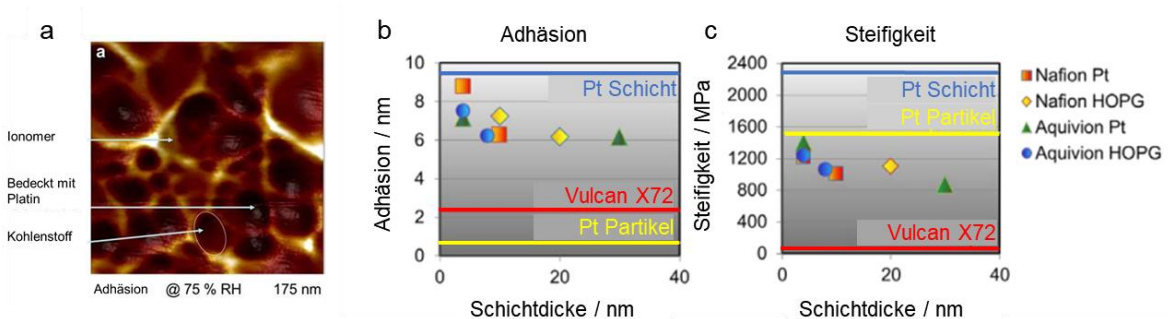 a
a
Ionomer
Bedeckt mit
Platin
Kohlenstoff
Adhäsion @ 75 % RH 175 nm
b
Adhäsion
Adhäsion / nm
10
8
6
4
2
0
Pt Schicht
Vulcan X72
Pt Partikel
0 20 40
Schichtdicke / nm
c
Steifigkeit
Steifigkeit / MPa
2400
2000
1600
1200
800
400
0
Pt Schicht
Pt Partikel
Vulcan X72
0 20 40
Schichtdicke / nm
Nafion Pt
Nafion HOPG
Aquivion Pt
Aquivion HOPG